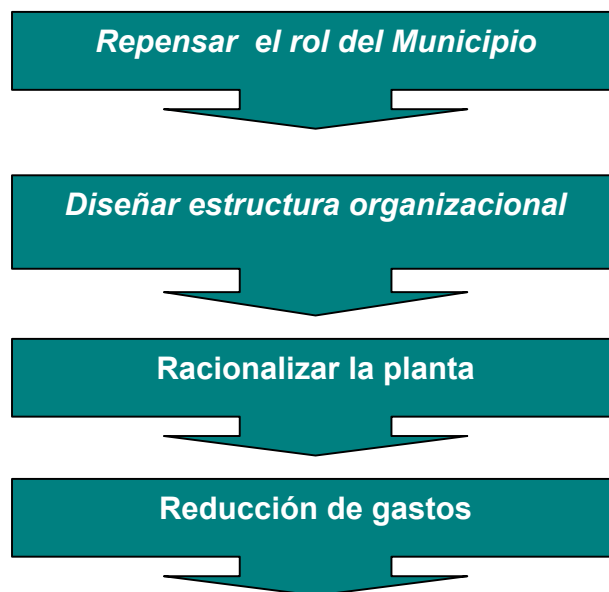 Repensar el rol del Municipio
Diseñar estructura organizacional
Racionalizar la planta
Reducción de gastos